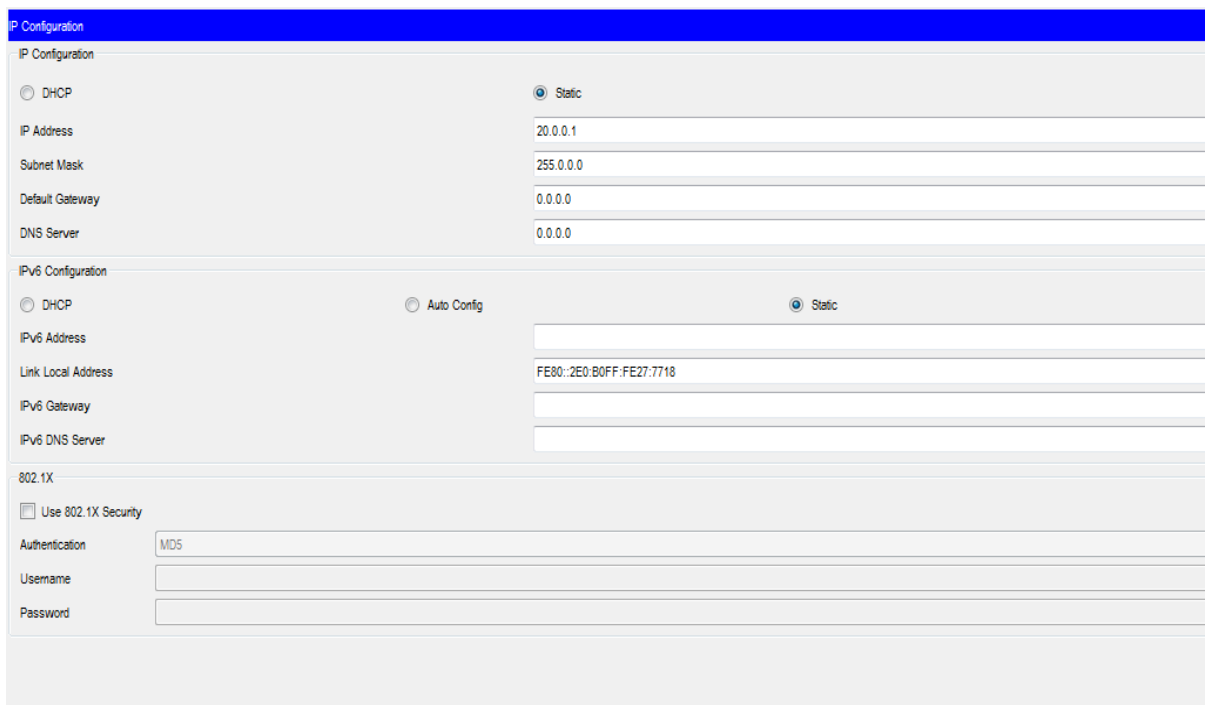 IP Configuration
IP Configuration
DHCP Static
IP Address 20.0.0.1
Subnet Mask 255.0.0.0
Default Gateway 0.0.0.0
DNS Server 0.0.0.0
IPv6 Configuration
DHCP Auto Config Static
IPv6 Address
Link Local Address FE80::2E0:B0FF:FE27:7718
IPv6 Gateway
IPv6 DNS Server
802.1X
Use 802.1X Security
Authentication MD5
Username
Password